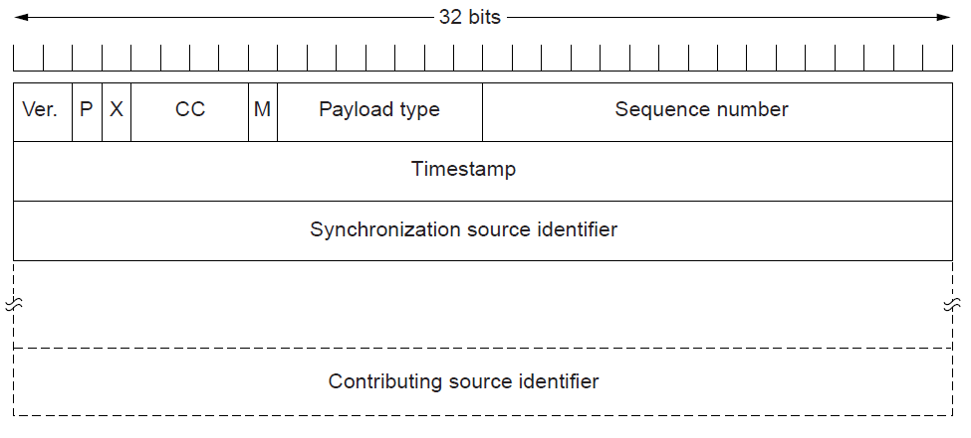 32 bits
Ver. P X CC M Payload type Sequence number
Timestamp
Synchronization source identifier
Contributing source identifier